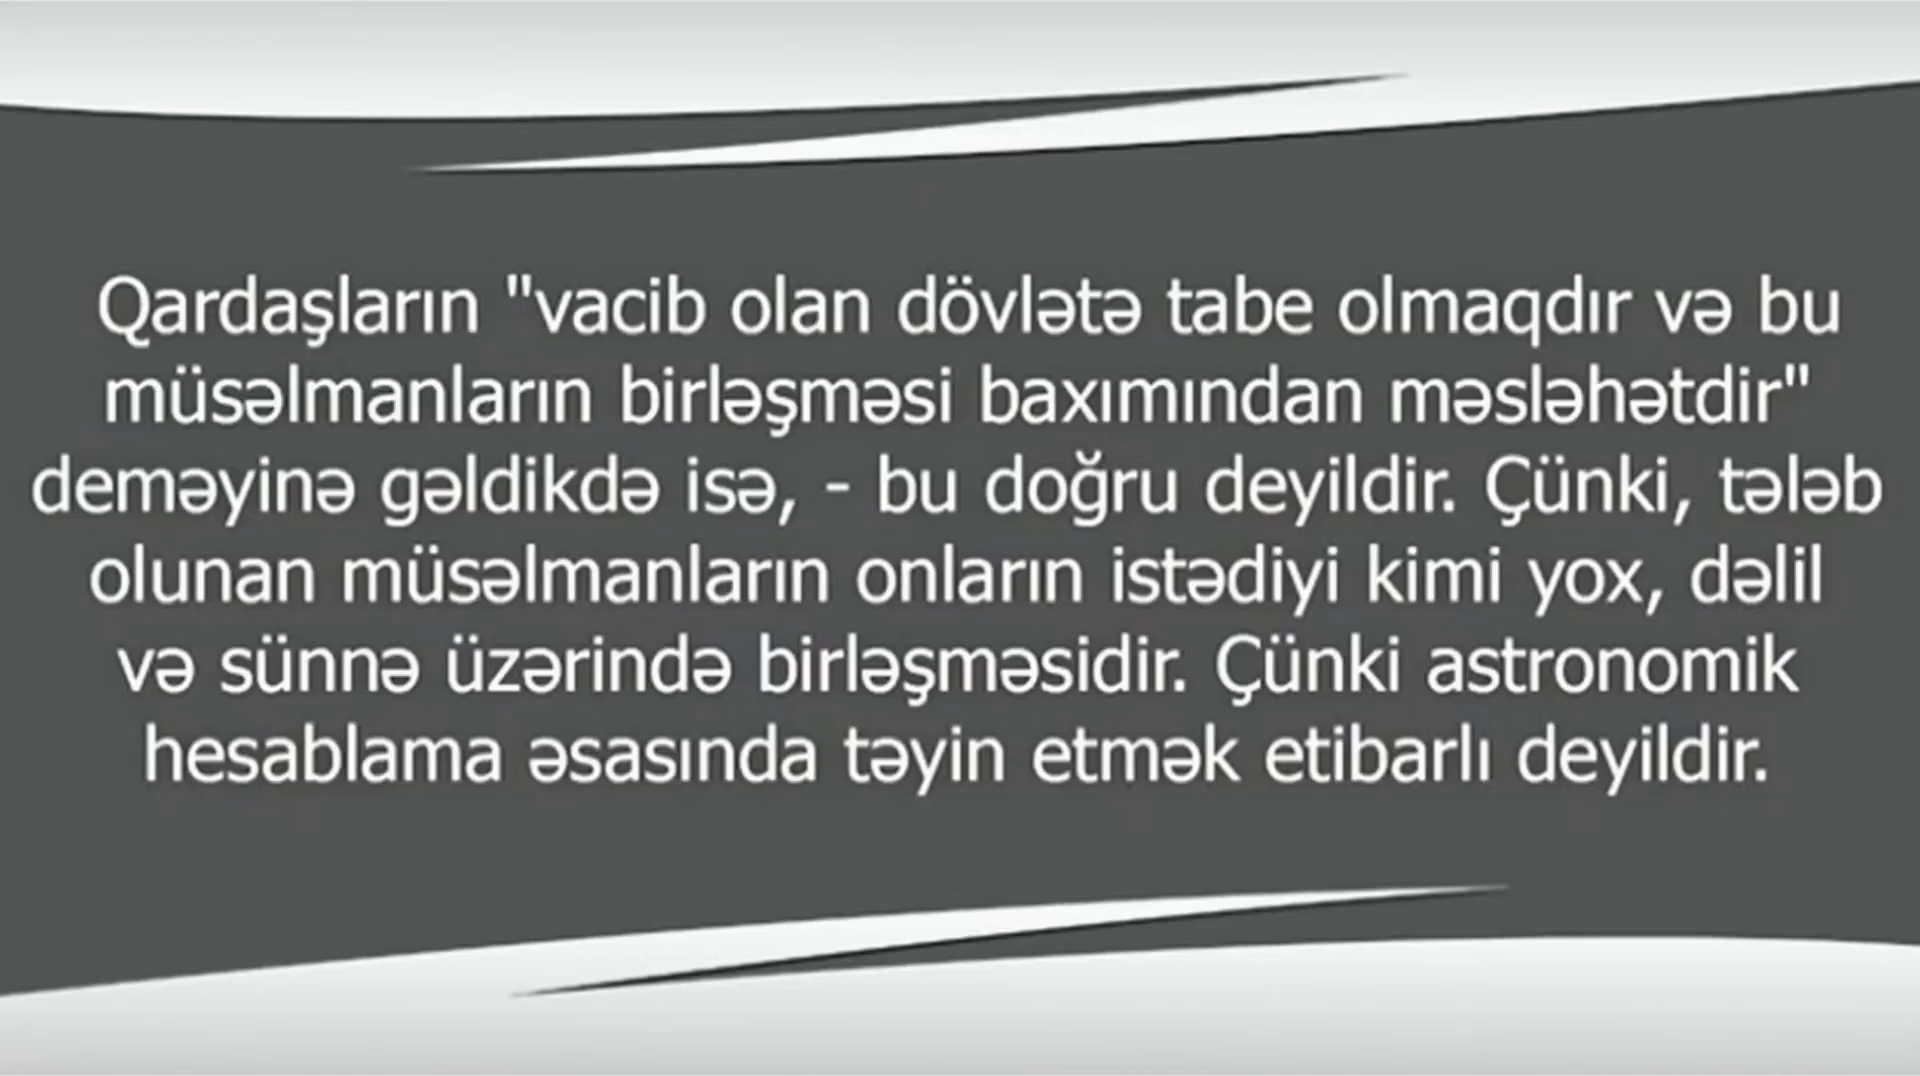 Qardaşların "vacib olan dövlətə tabe olmaqdır və bu
müsəlmanların birləşməsi baxımından məsləhətdir"
deməyinə gəldikdə isə, - bu doğru deyildir. Çünki, tələb
olunan müsəlmanların onların istədiyi kimi yox, dəlil
və sünnə üzərində birləşməsidir. Çünki astronomik
hesablama əsasında təyin etmək etibarlı deyildir.